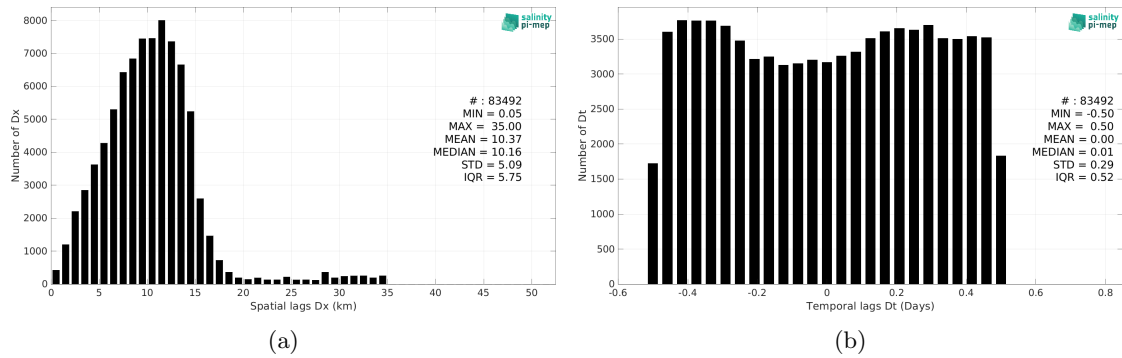 8000
7000
6000
5000
4000
3000
2000
1000
0
Number of Dx
salinity
pi-mep
# : 83492
MIN = 0.05
MAX = 35.00
MEAN = 10.37
MEDIAN = 10.16
STD = 5.09
IQR = 5.75
0 5 10 15 20 25 30 35 40 45 50
Spatial lags Dx (km)
(a)
3500
3000
2500
2000
1500
1000
500
0
Number of Dt
salinity
pi-mep
# : 83492
MIN = -0.50
MAX = 0.50
MEAN = 0.00
MEDIAN = 0.01
STD = 0.29
IQR = 0.52
-0.6 -0.4 -0.2 0 0.2 0.4 0.6 0.8
Temporal lags Dt (Days)
(b)